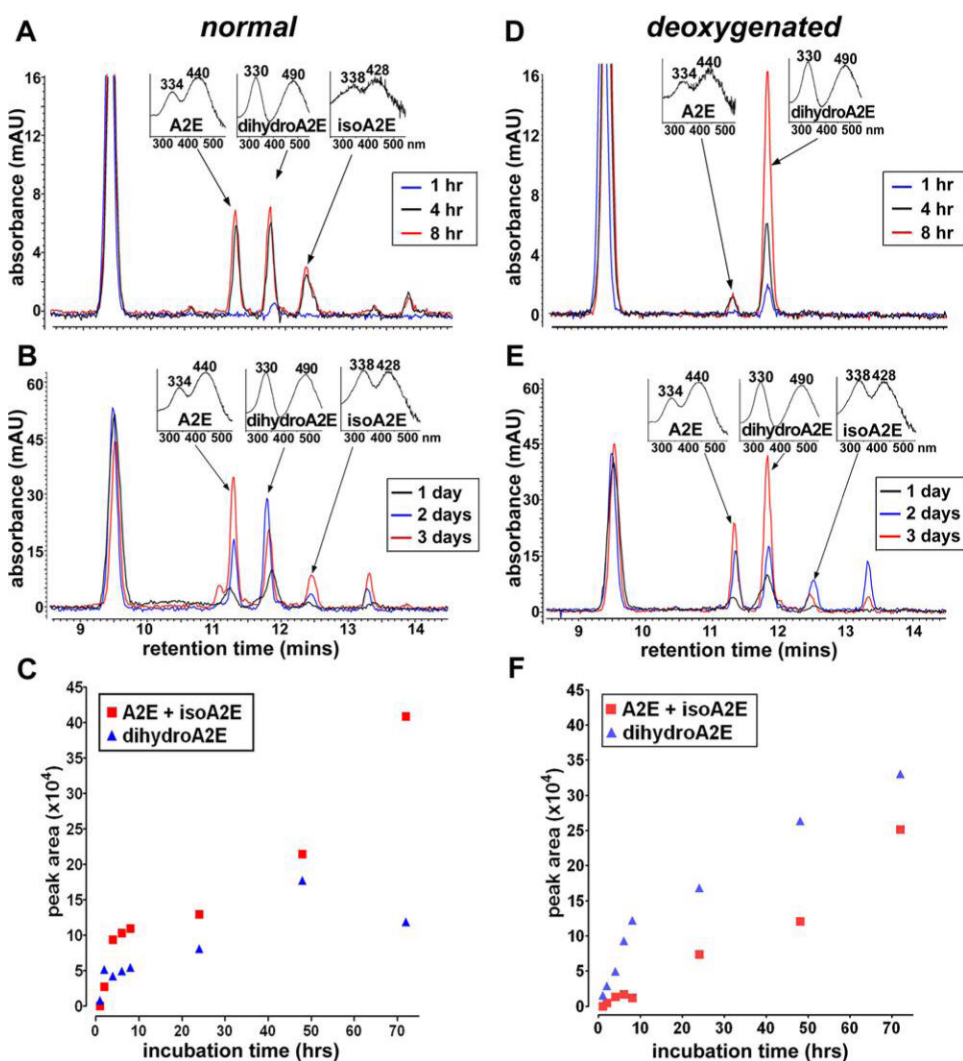 normal
deoxygenated
A
16
12
8
4
0
absorbance (mAU)
334 440
A2E
300 400 500
330 490
dihydroA2E
300 400 500
338 428
isoA2E
300 400 500 nm
1 hr
4 hr
8 hr
D
16
12
8
4
0
absorbance (mAU)
334 440
A2E
300 400 500
330 490
dihydroA2E
300 400 500 nm
1 hr
4 hr
8 hr
B
60
45
30
15
0
absorbance (mAU)
334 440
A2E
300 400 500
330 490
dihydroA2E
300 400 500
338 428
isoA2E
300 400 500 nm
1 day
2 days
3 days
9 10 11 12 13 14
retention time (mins)
E
60
45
30
15
0
absorbance (mAU)
334 440
A2E
300 400 500
330 490
dihydroA2E
300 400 500
338 428
isoA2E
300 400 500 nm
1 day
2 days
3 days
9 10 11 12 13 14
retention time (mins)
C
45
40
35
30
25
20
15
10
5
0
peak area (x10⁴)
A2E + isoA2E
dihydroA2E
0 10 20 30 40 50 60 70
incubation time (hrs)
F
45
40
35
30
25
20
15
10
5
0
peak area (x10⁴)
A2E + isoA2E
dihydroA2E
0 10 20 30 40 50 60 70
incubation time (hrs)